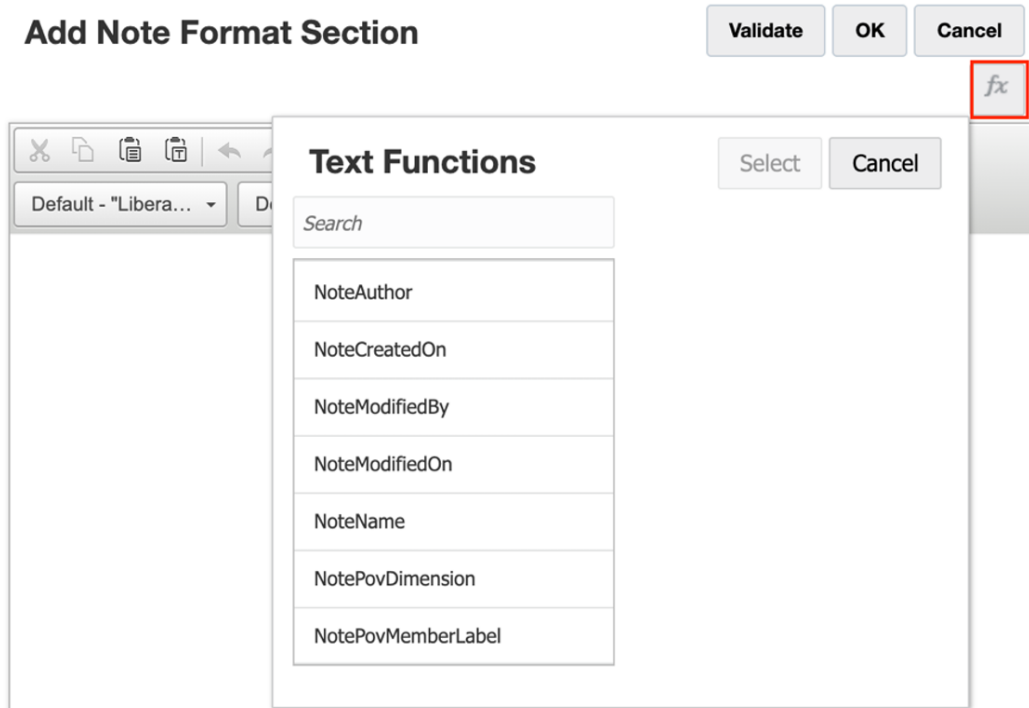 Add Note Format Section
Validate
OK
Cancel
fx
Text Functions
Select
Cancel
Default - "Libera...
Search
NoteAuthor
NoteCreatedOn
NoteModifiedBy
NoteModifiedOn
NoteName
NotePovDimension
NotePovMemberLabel